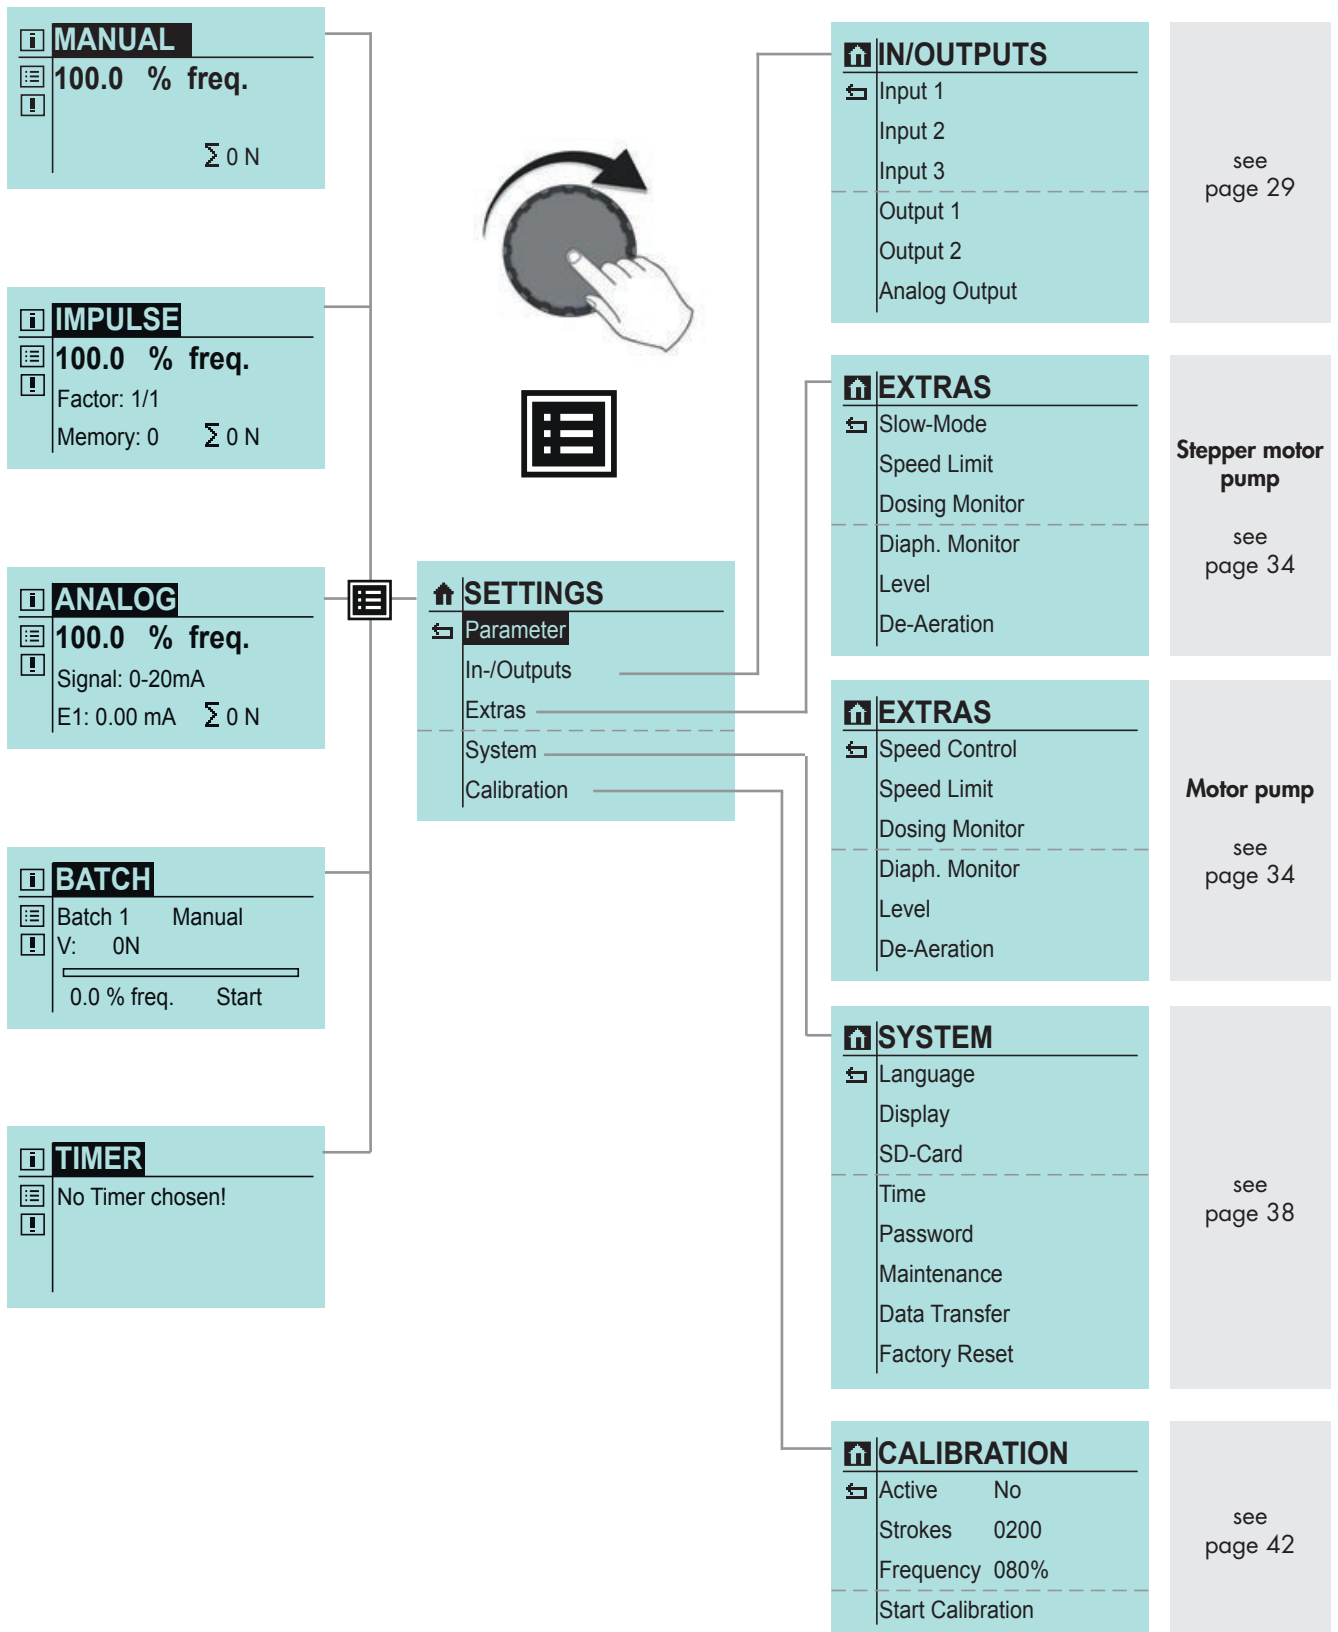 MANUAL
100.0 % freq.
Σ 0 N
IMPULSE
100.0 % freq.
Factor: 1/1
Memory: 0 Σ 0 N
ANALOG
100.0 % freq.
Signal: 0-20mA
E1: 0.00 mA Σ 0 N
BATCH
Batch 1 Manual
V: 0N
0.0 % freq. Start
TIMER
No Timer chosen!
SETTINGS
Parameter
In-/Outputs
Extras
System
Calibration
IN/OUTPUTS
Input 1
Input 2
Input 3
Output 1
Output 2
Analog Output
see
page 29
EXTRAS
Slow-Mode
Speed Limit
Dosing Monitor
Diaph. Monitor
Level
De-Aeration
Stepper motor
pump
see
page 34
EXTRAS
Speed Control
Speed Limit
Dosing Monitor
Diaph. Monitor
Level
De-Aeration
Motor pump
see
page 34
SYSTEM
Language
Display
SD-Card
Time
Password
Maintenance
Data Transfer
Factory Reset
see
page 38
CALIBRATION
Active No
Strokes 0200
Frequency 080%
Start Calibration
see
page 42